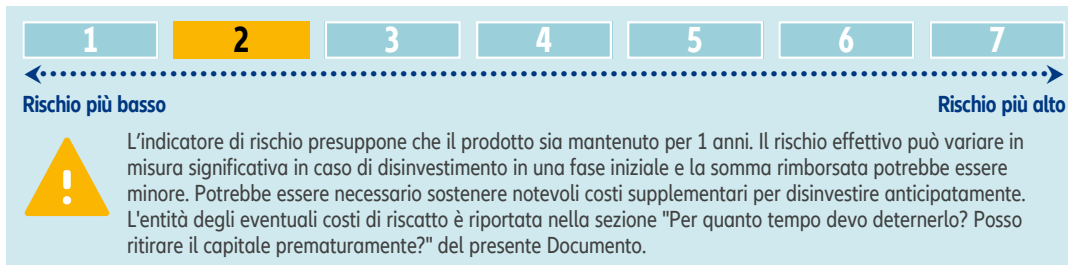 1 2 3 4 5 6 7
Rischio più basso Rischio più alto
L'indicatore di rischio presuppone che il prodotto sia mantenuto per 1 anni. Il rischio effettivo può variare in
misura significativa in caso di disinvestimento in una fase iniziale e la somma rimborsata potrebbe essere
minore. Potrebbe essere necessario sostenere notevoli costi supplementari per disinvestire anticipatamente.
L'entità degli eventuali costi di riscatto è riportata nella sezione "Per quanto tempo devo deternerlo? Posso
ritirare il capitale prematuramente?" del presente Documento.